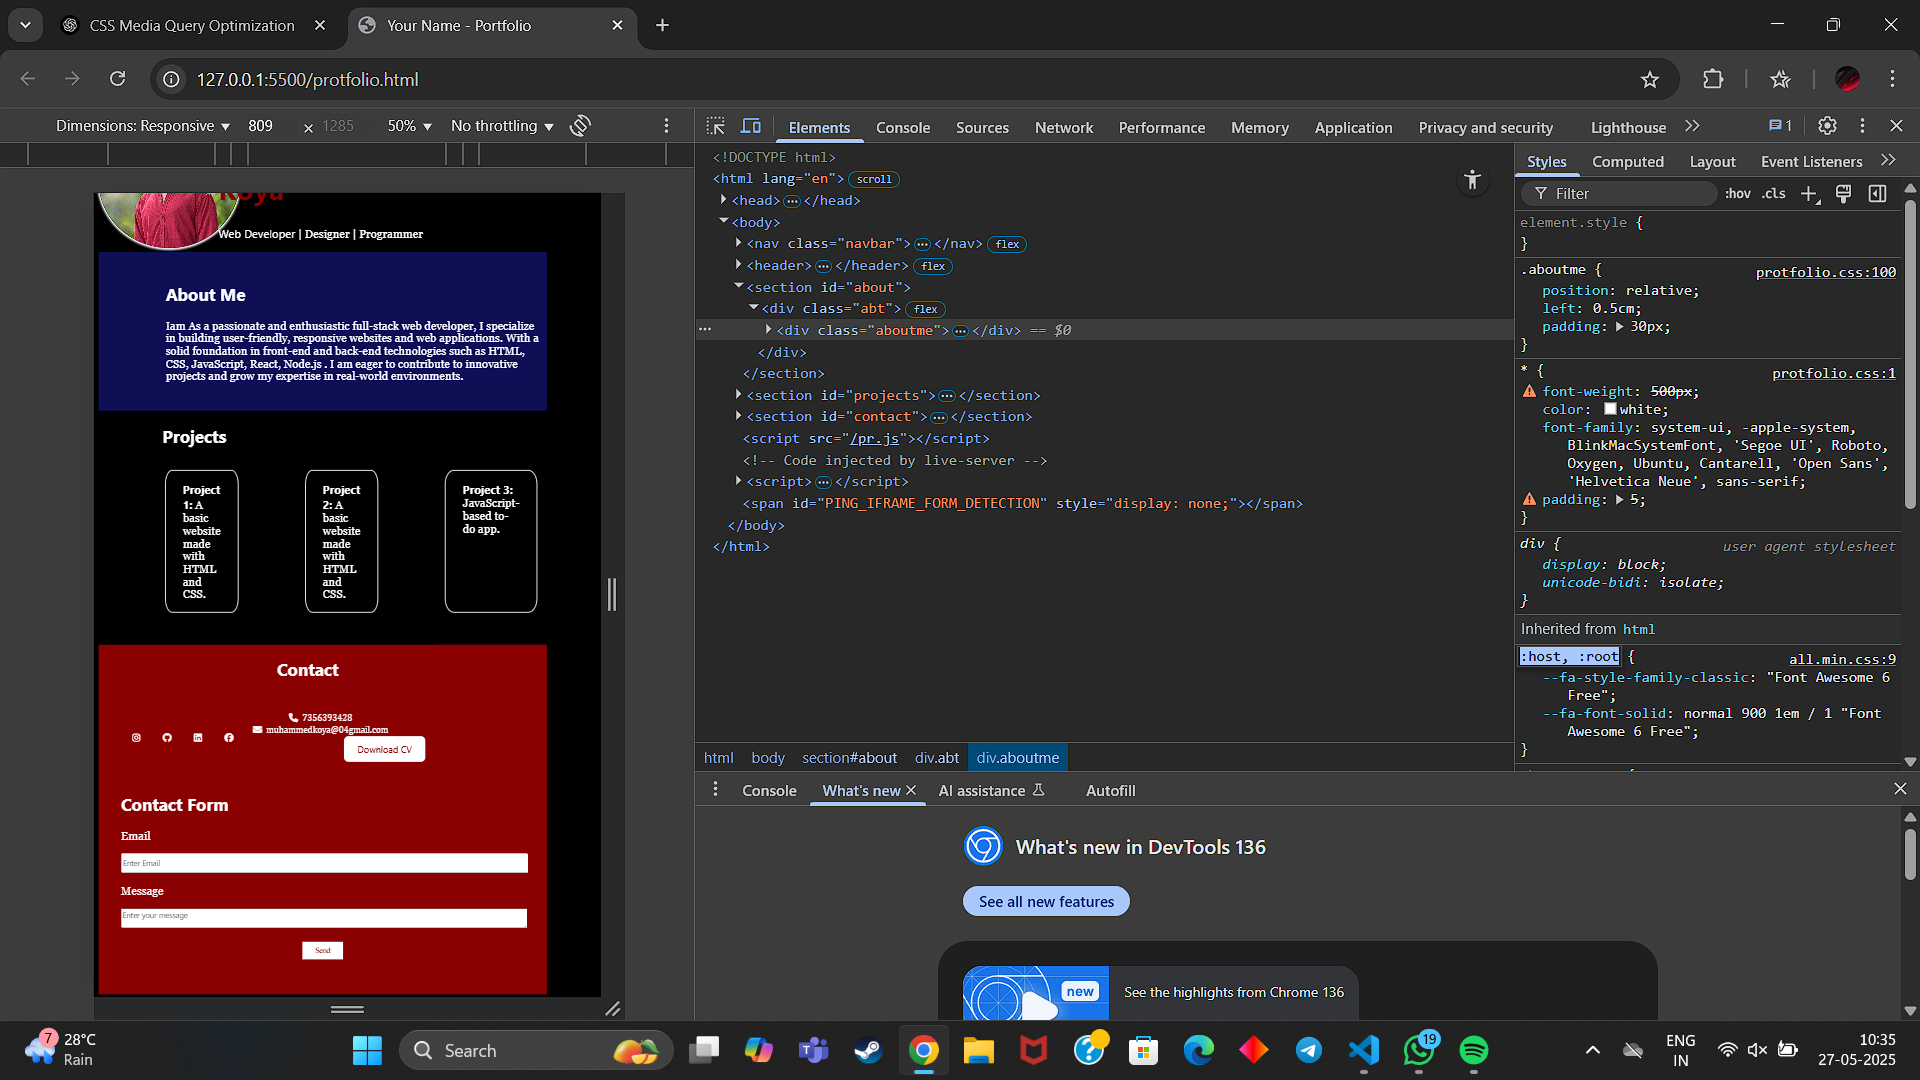 CSS Media Query Optimization
Your Name - Portfolio
127.0.0.1:5500/protfolio.html
Dimensions: Responsive
809
×
1285
50%
No throttling
Koya
Web Developer | Designer | Programmer
About Me
Iam As a passionate and enthusiastic full-stack web developer, I specialize
in building user-friendly, responsive websites and web applications. With a
solid foundation in front-end and back-end technologies such as HTML,
CSS, JavaScript, React, Node.js . I am eager to contribute to innovative
projects and grow my expertise in real-world environments.
Projects
Project
1: A
basic
website
made
with
HTML
and
CSS.
Project
2: A
basic
website
made
with
HTML
and
CSS.
Project 3:
JavaScript-
based to-
do app.
Contact
7356393428
muhammedkoya@04gmail.com
Download CV
Contact Form
Email
Enter Email
Message
Enter your message
Send
Elements
Console
Sources
Network
Performance
Memory
Application
Privacy and security
Lighthouse
1
<!DOCTYPE html>
<html lang="en"> scroll
<head> ... </head>
<body>
<nav class="navbar"> ... </nav> flex
<header> ... </header> flex
<section id="about">
<div class="abt"> flex
... <div class="aboutme"> ... </div> == $0
</div>
</section>
<section id="projects"> ... </section>
<section id="contact"> ... </section>
<script src="/pr.js"></script>
<!-- Code injected by live-server -->
<script> ... </script>
<span id="PING_IFRAME_FORM_DETECTION" style="display: none;"></span>
</body>
</html>
html
body
section#about
div.abt
div.aboutme
Styles
Computed
Layout
Event Listeners
Filter
:hov
.cls
element.style {
}
.aboutme {
protfolio.css:100
position: relative;
left: 0.5cm;
padding: 30px;
}
* {
protfolio.css:1
font-weight: 500px;
color: white;
font-family: system-ui, -apple-system,
BlinkMacSystemFont, 'Segoe UI', Roboto,
Oxygen, Ubuntu, Cantarell, 'Open Sans',
'Helvetica Neue', sans-serif;
padding: 5;
}
div {
user agent stylesheet
display: block;
unicode-bidi: isolate;
}
Inherited from html
:host, :root {
all.min.css:9
--fa-style-family-classic: "Font Awesome 6
Free";
--fa-font-solid: normal 900 1em / 1 "Font
Awesome 6 Free";
}
Console
What's new
AI assistance
Autofill
What's new in DevTools 136
See all new features
new
See the highlights from Chrome 136
7
28°C
Rain
Search
19
ENG
IN
10:35
27-05-2025